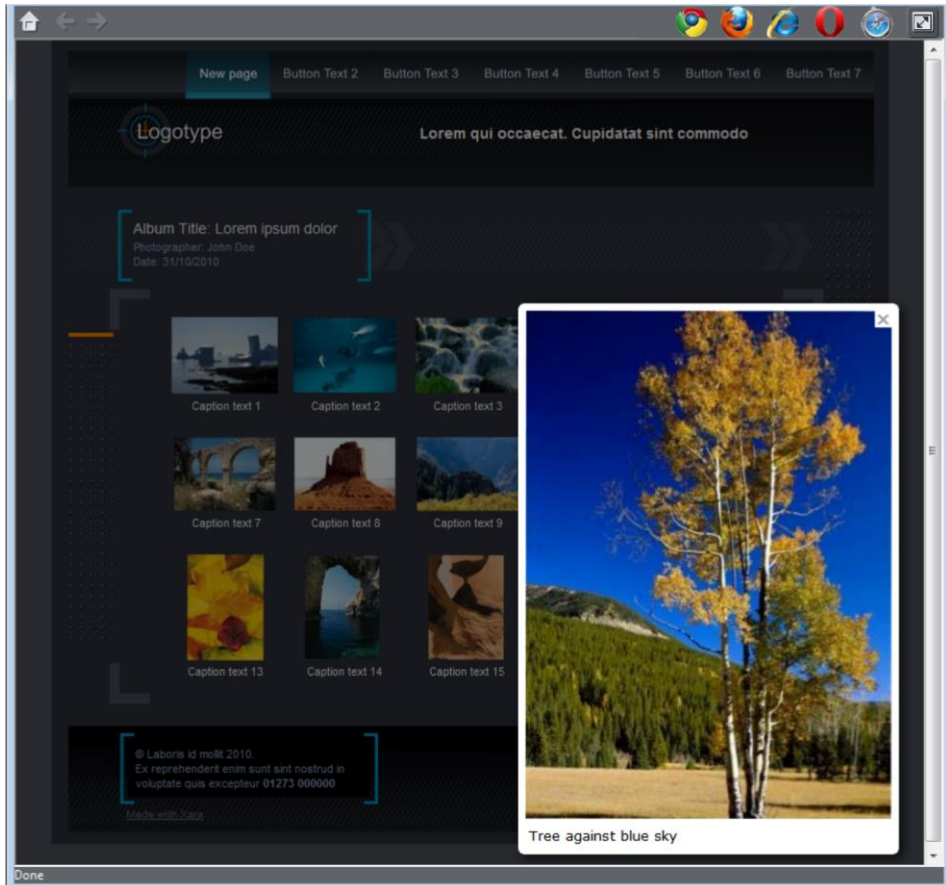 New page Button Text 2 Button Text 3 Button Text 4 Button Text 5 Button Text 6 Button Text 7
Logotype
Lorem qui occaecat. Cupidatat sint commodo
Album Title: Lorem ipsum dolor
Photographer: John Doe
Date: 31/10/2010
Caption text 1 Caption text 2 Caption text 3
Caption text 7 Caption text 8 Caption text 9
Caption text 13 Caption text 14 Caption text 15
Tree against blue sky
© Laboris id mollit 2010.
Ex reprehenderit enim sunt sint nostrud in
voluptate quis excepteur 01273 000000
Made with Xara
Done